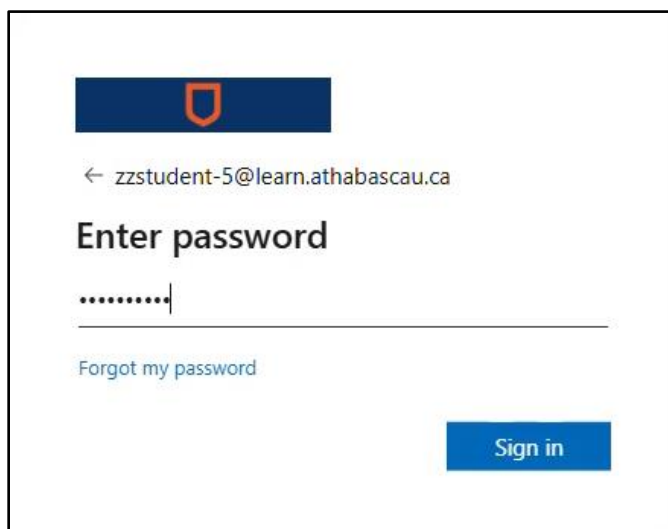 ← zzstudent-5@learn.athabascau.ca
Enter password
••••••••••
Forgot my password
Sign in